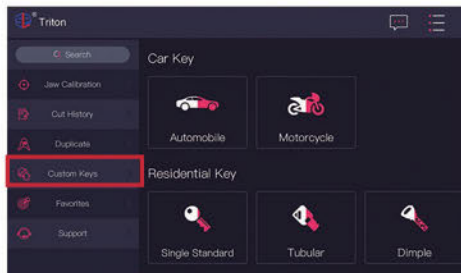 Triton
Search
Jaw Calibration
Cut History
Duplicate
Custom Keys
Favorites
Support
Car Key
Automobile
Motorcycle
Residential Key
Single Standard
Tubular
Dimple